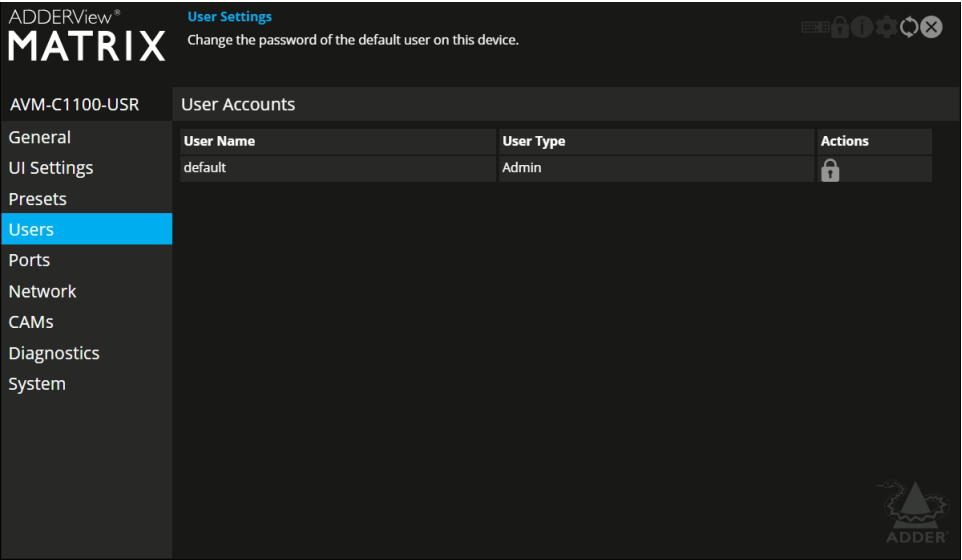 ADDERView®
MATRIX
User Settings
Change the password of the default user on this device.
AVM-C1100-USR
User Accounts
General
UI Settings
Presets
Users
Ports
Network
CAMs
Diagnostics
System
User Name User Type Actions
default Admin
ADDER®